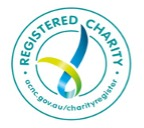 REGISTERED CHARITY
acnc.gov.au/charityregister